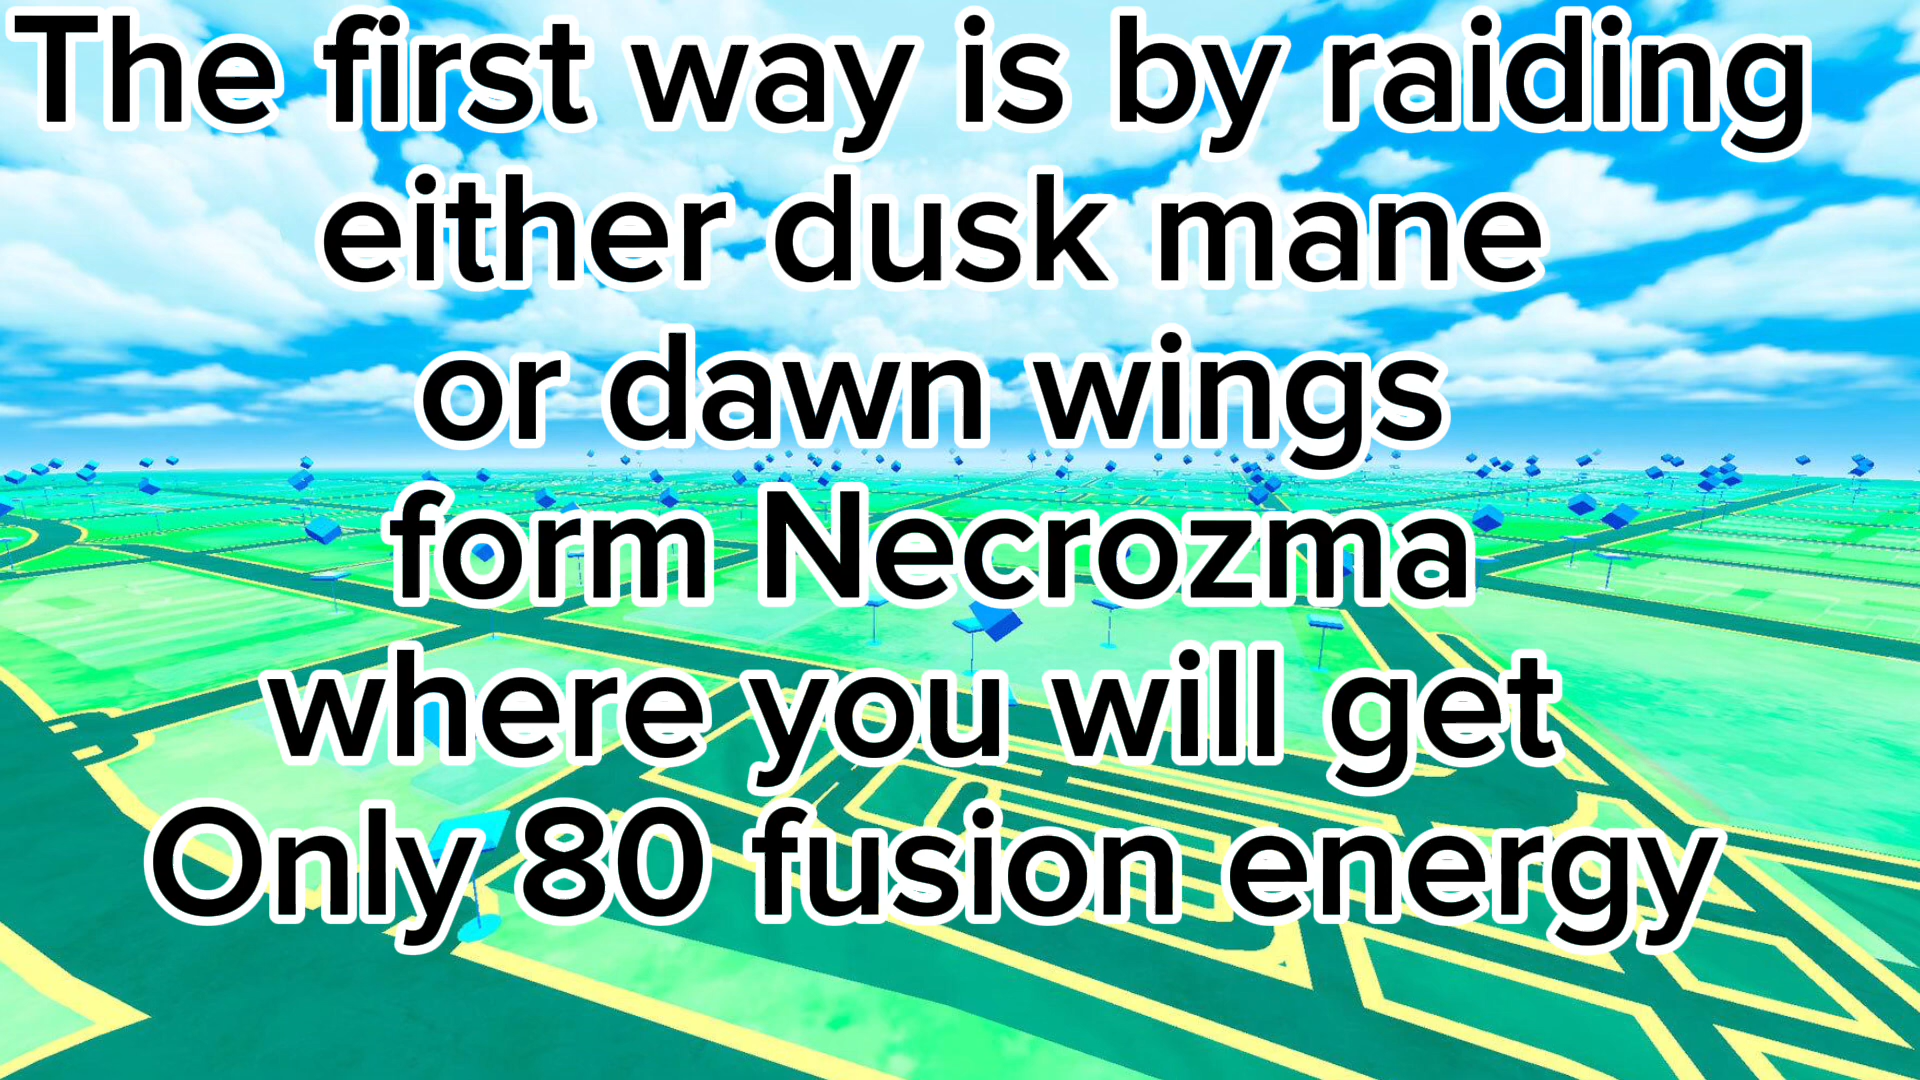 The first way is by raiding
either dusk mane
or dawn wings
form Necrozma
where you will get
Only 80 fusion energy